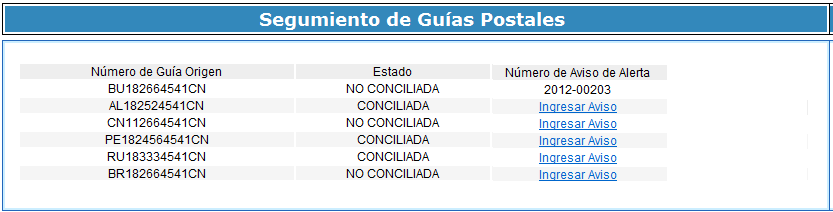 Segumiento de Guías Postales
Número de Guía Origen Estado Número de Aviso de Alerta
BU182664541CN NO CONCILIADA 2012-00203
AL182524541CN CONCILIADA Ingresar Aviso
CN112664541CN NO CONCILIADA Ingresar Aviso
PE1824564541CN CONCILIADA Ingresar Aviso
RU183334541CN CONCILIADA Ingresar Aviso
BR182664541CN NO CONCILIADA Ingresar Aviso